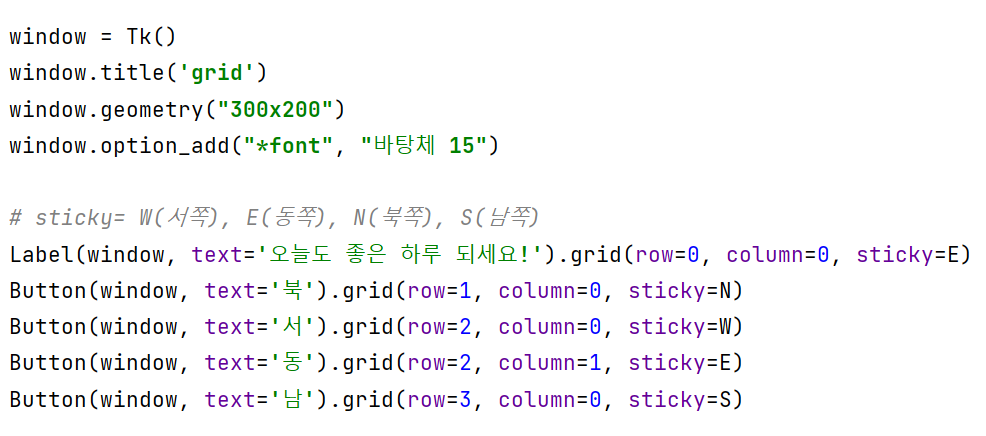 window = Tk()
window.title('grid')
window.geometry("300x200")
window.option_add("*font", "바탕체 15")
# sticky= W(서쪽), E(동쪽), N(북쪽), S(남쪽)
Label(window, text='오늘도 좋은 하루 되세요!').grid(row=0, column=0, sticky=E)
Button(window, text='북').grid(row=1, column=0, sticky=N)
Button(window, text='서').grid(row=2, column=0, sticky=W)
Button(window, text='동').grid(row=2, column=1, sticky=E)
Button(window, text='남').grid(row=3, column=0, sticky=S)